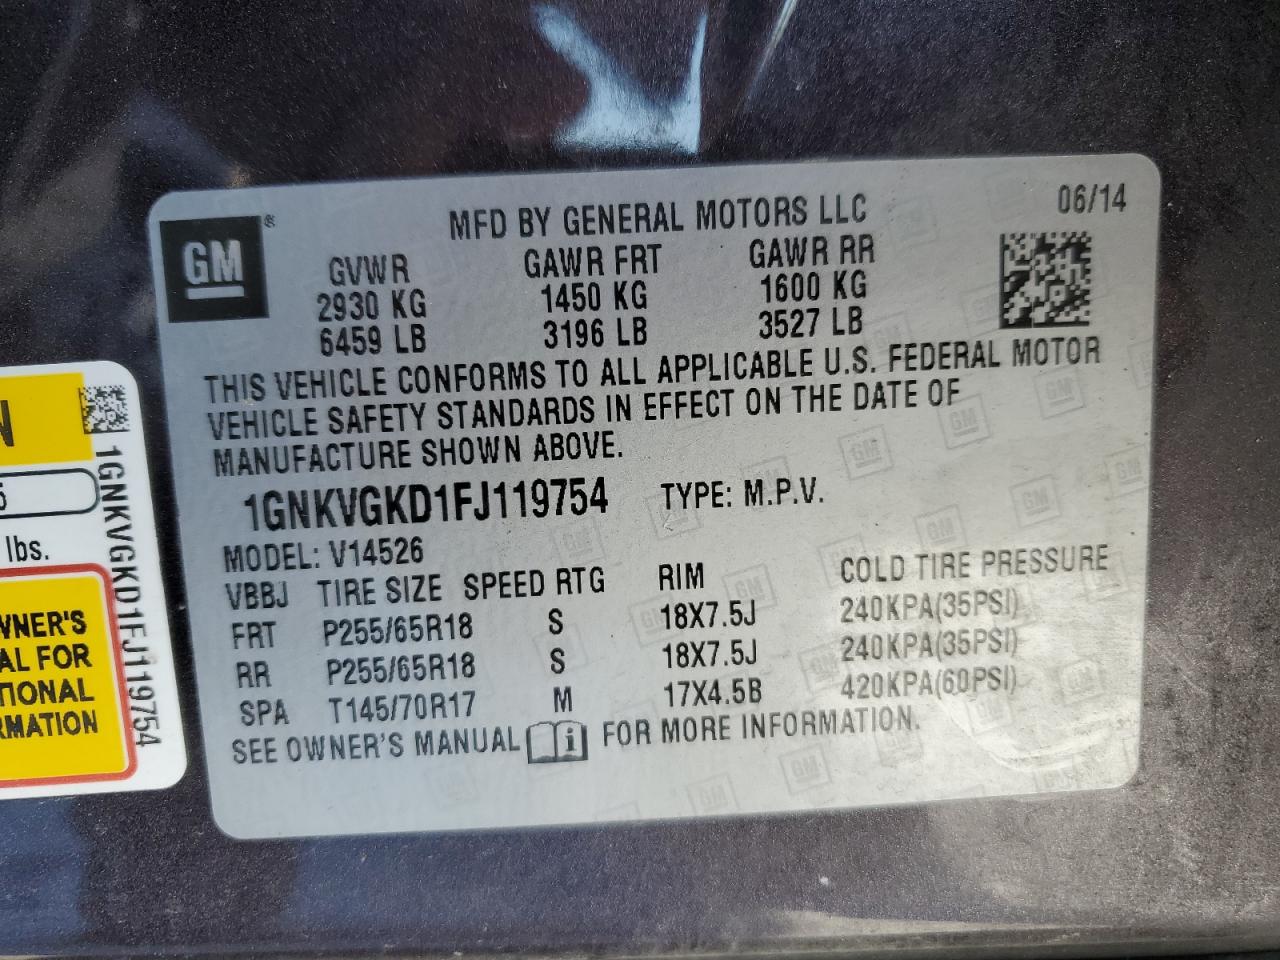 GM®
MFD BY GENERAL MOTORS LLC
06/14
GVWR GAWR FRT GAWR RR
2930 KG 1450 KG 1600 KG
6459 LB 3196 LB 3527 LB
THIS VEHICLE CONFORMS TO ALL APPLICABLE U.S. FEDERAL MOTOR
VEHICLE SAFETY STANDARDS IN EFFECT ON THE DATE OF
MANUFACTURE SHOWN ABOVE.
1GNKVGKD1FJ119754 TYPE: M.P.V.
MODEL: V14526
VBBJ TIRE SIZE SPEED RTG RIM COLD TIRE PRESSURE
FRT P255/65R18 S 18X7.5J 240KPA(35PSI)
RR P255/65R18 S 18X7.5J 240KPA(35PSI)
SPA T145/70R17 M 17X4.5B 420KPA(60PSI)
SEE OWNER'S MANUAL i FOR MORE INFORMATION.
N
5
lbs.
WNER'S
AL FOR
TIONAL
RMATION
1GNKVGKD1FJ119754